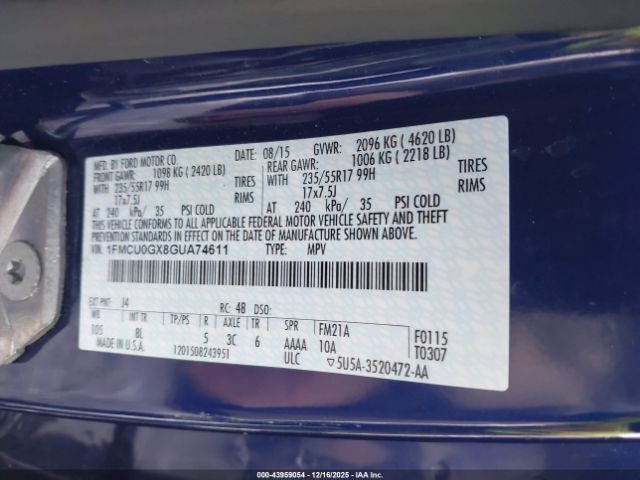 MFD. BY FORD MOTOR CO. DATE: 08/15 GVWR: 2096 KG ( 4620 LB)
FRONT GAWR: 1098 KG ( 2420 LB) REAR GAWR: 1006 KG ( 2218 LB)
WITH 235/55R17 99H TIRES WITH 235/55R17 99H TIRES
17x7.5J RIMS 17x7.5J RIMS
AT 240 kPa/ 35 PSI COLD AT 240 kPa/ 35 PSI COLD
THIS VEHICLE CONFORMS TO ALL APPLICABLE FEDERAL MOTOR VEHICLE SAFETY AND THEFT
PREVENTION STANDARDS IN EFFECT ON THE DATE OF MANUFACTURE SHOWN ABOVE.
VIN: 1FMCU0GX8GUA74611 TYPE: MPV
EXT PNT: J4 RC: 48 DSO:
BL INT TR TP/PS R AXLE TR SPR FM21A F0115
105 5 3C 6 AAAA 10A T0307
MADE IN U.S.A. 120150824395 ULC ▽5U5A-3520472-AA
000-43959054 - 12/16/2025 - IAAI.com